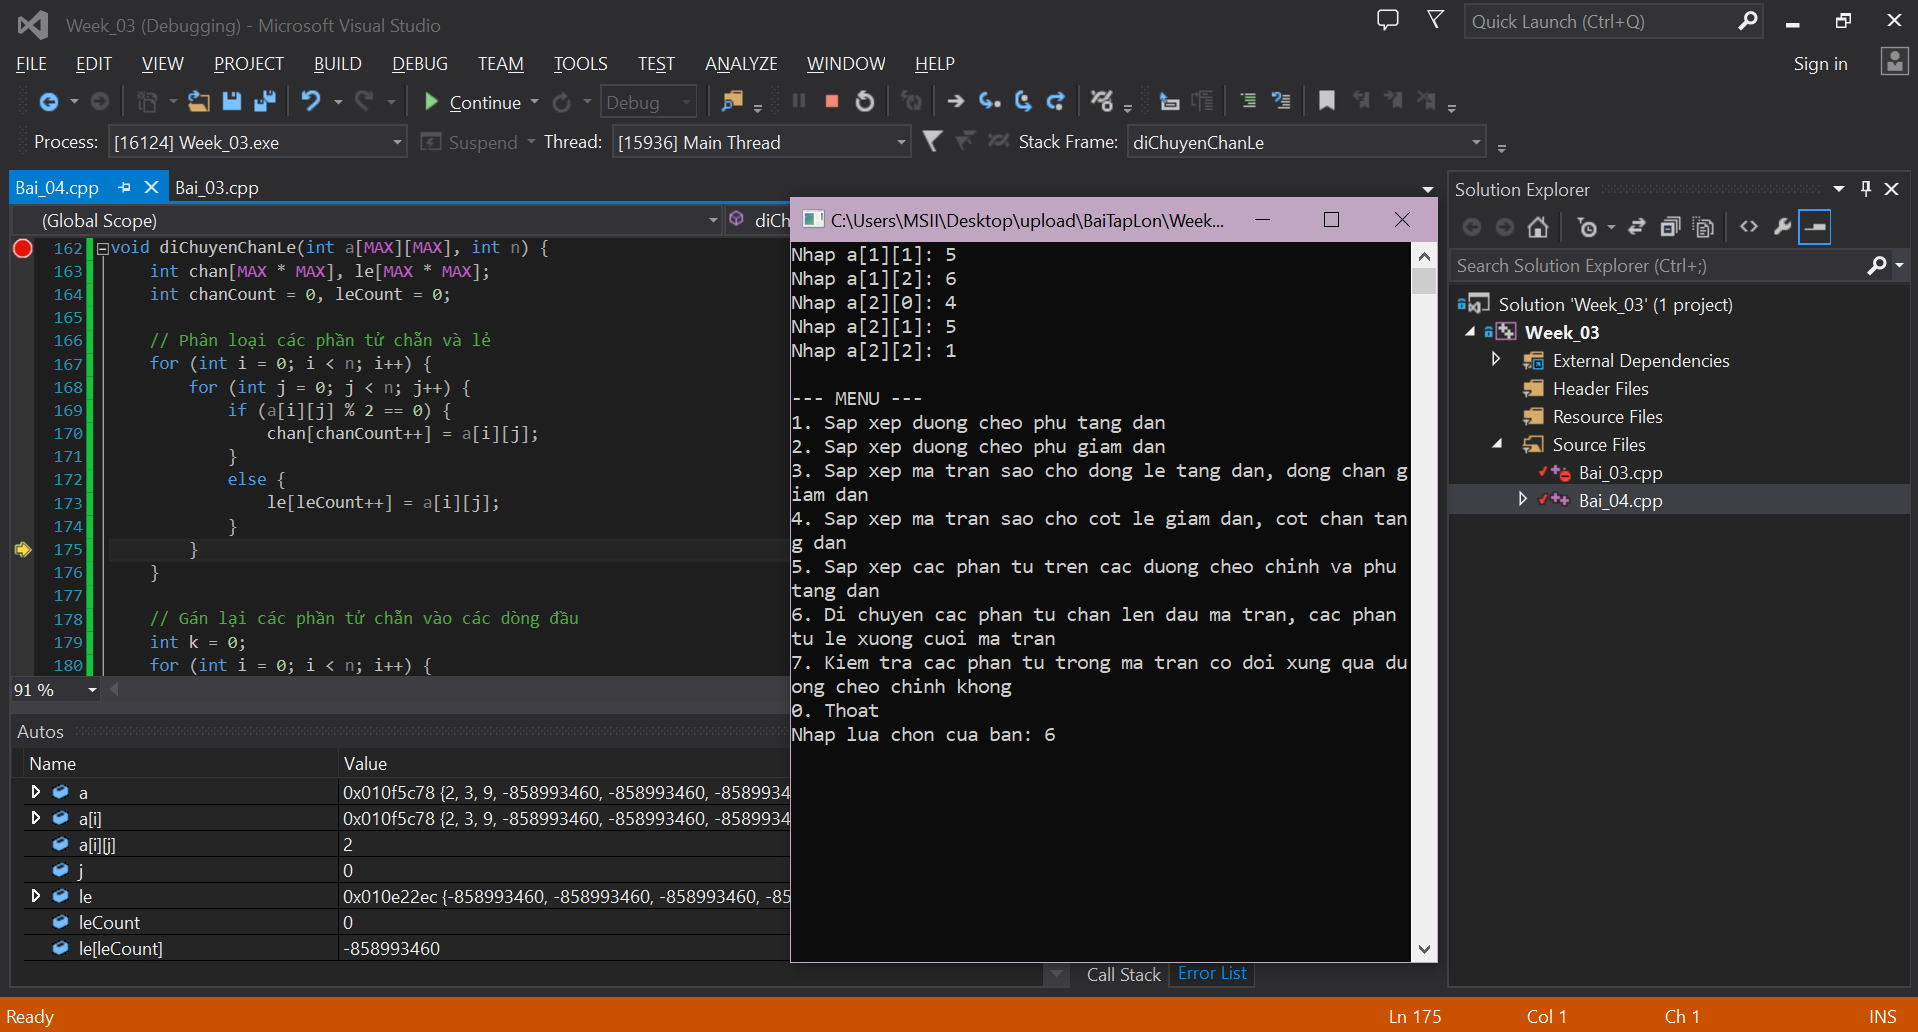 Week_03 (Debugging) - Microsoft Visual Studio
Quick Launch (Ctrl+Q)
FILE EDIT VIEW PROJECT BUILD DEBUG TEAM TOOLS TEST ANALYZE WINDOW HELP
Sign in
Continue Debug
Process: [16124] Week_03.exe Suspend Thread: [15936] Main Thread Stack Frame: diChuyenChanLe
Bai_04.cpp Bai_03.cpp
(Global Scope) diCh
162 void diChuyenChanLe(int a[MAX][MAX], int n) {
163 int chan[MAX * MAX], le[MAX * MAX];
164 int chanCount = 0, leCount = 0;
165
166 // Phân loại các phần tử chẵn và lẻ
167 for (int i = 0; i < n; i++) {
168 for (int j = 0; j < n; j++) {
169 if (a[i][j] % 2 == 0) {
170 chan[chanCount++] = a[i][j];
171 }
172 else {
173 le[leCount++] = a[i][j];
174 }
175 }
176 }
177
178 // Gán lại các phần tử chẵn vào các dòng đầu
179 int k = 0;
180 for (int i = 0; i < n; i++) {
91 %
Autos
Name Value
a 0x010f5c78 {2, 3, 9, -858993460, -858993460, -8589934
a[i] 0x010f5c78 {2, 3, 9, -858993460, -858993460, -8589934
a[i][j] 2
j 0
le 0x010e22ec {-858993460, -858993460, -858993460, -85
leCount 0
le[leCount] -858993460
C:\Users\MSII\Desktop\upload\BaiTapLon\Week...
Nhap a[1][1]: 5
Nhap a[1][2]: 6
Nhap a[2][0]: 4
Nhap a[2][1]: 5
Nhap a[2][2]: 1
--- MENU ---
1. Sap xep duong cheo phu tang dan
2. Sap xep duong cheo phu giam dan
3. Sap xep ma tran sao cho dong le tang dan, dong chan g
iam dan
4. Sap xep ma tran sao cho cot le giam dan, cot chan tan
g dan
5. Sap xep cac phan tu tren cac duong cheo chinh va phu
tang dan
6. Di chuyen cac phan tu chan len dau ma tran, cac phan
tu le xuong cuoi ma tran
7. Kiem tra cac phan tu trong ma tran co doi xung qua du
ong cheo chinh khong
0. Thoat
Nhap lua chon cua ban: 6
Call Stack Error List
Solution Explorer
Search Solution Explorer (Ctrl+;)
Solution 'Week_03' (1 project)
Week_03
External Dependencies
Header Files
Resource Files
Source Files
Bai_03.cpp
Bai_04.cpp
Ready Ln 175 Col 1 Ch 1 INS